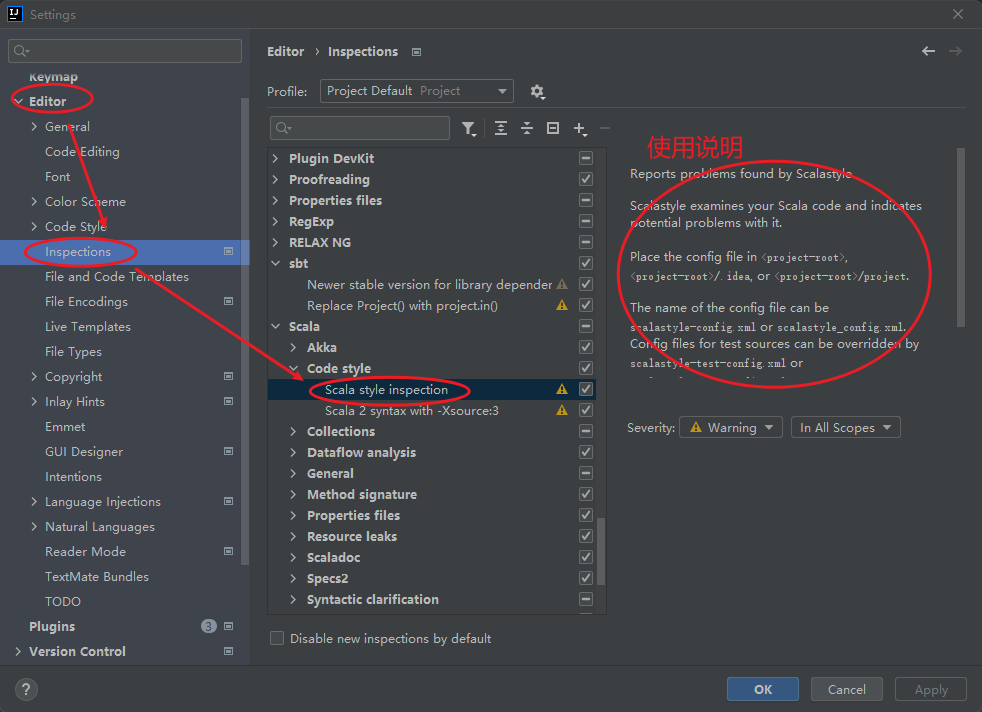 Settings
Keymap
Editor
General
Code Editing
Font
Color Scheme
Code Style
Inspections
File and Code Templates
File Encodings
Live Templates
File Types
Copyright
Inlay Hints
Emmet
GUI Designer
Intentions
Language Injections
Natural Languages
Reader Mode
TextMate Bundles
TODO
Plugins 3
Version Control
?
Editor › Inspections
Profile: Project Default Project
Plugin DevKit
Proofreading
Properties files
RegExp
RELAX NG
sbt
Newer stable version for library depender
Replace Project() with project.in()
Scala
Akka
Code style
Scala style inspection
Scala 2 syntax with -Xsource:3
Collections
Dataflow analysis
General
Method signature
Properties files
Resource leaks
Scaladoc
Specs2
Syntactic clarification
Disable new inspections by default
使用说明
Reports problems found by Scalastyle
Scalastyle examines your Scala code and indicates
potential problems with it.
Place the config file in <project-root>,
<project-root>/.idea, or <project-root>/project.
The name of the config file can be
scalastyle-config.xml or scalastyle_config.xml.
Config files for test sources can be overridden by
scalastyle-test-config.xml or
Severity: Warning In All Scopes
OK Cancel Apply